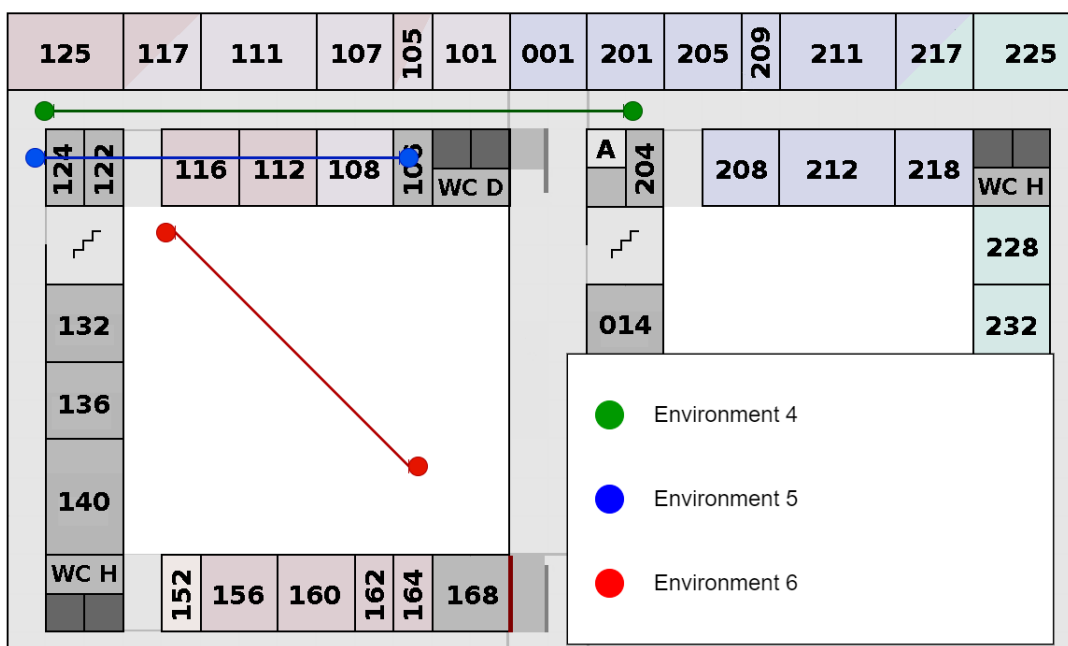 125 117 111 107 105 101 001 201 205 209 211 217 225
124 122 116 112 108 106 WC D A 204 208 212 218 WC H
228
132 014 232
136
140
WC H 152 156 160 162 164 168
Environment 4
Environment 5
Environment 6